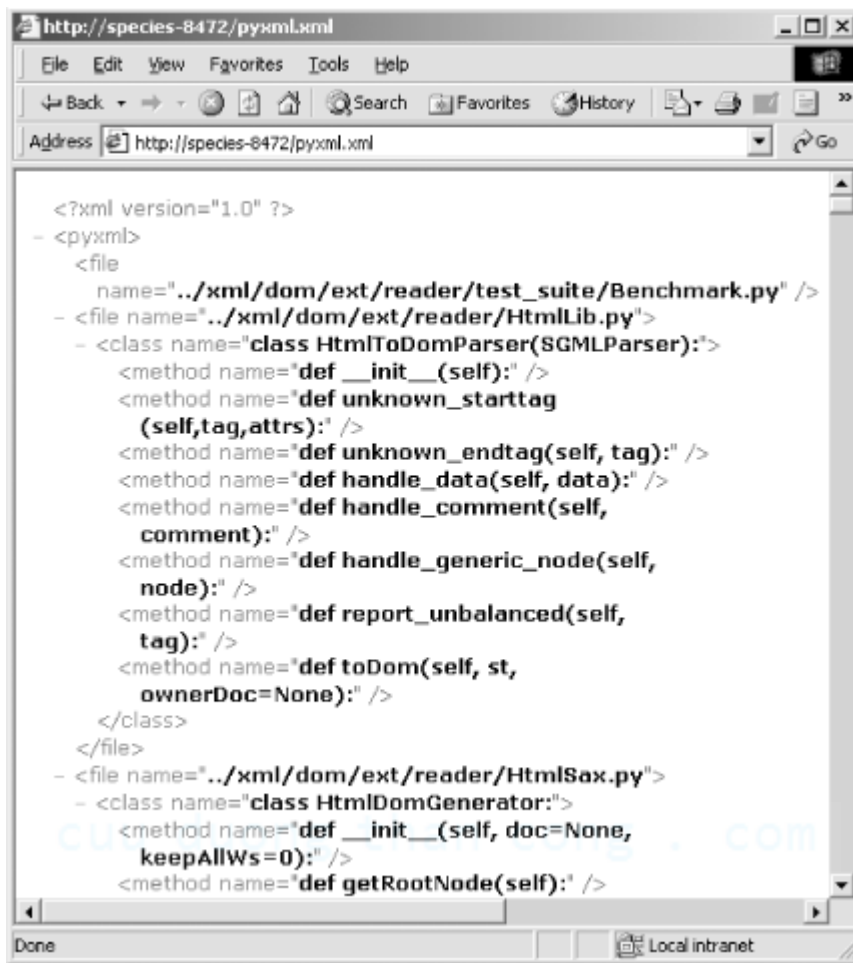 http://species-8472/pyxml.xml
File Edit View Favorites Tools Help
Back Search Favorites History »
Address http://species-8472/pyxml.xml Go
<?xml version="1.0" ?>
- <pyxml>
<file
name="../xml/dom/ext/reader/test_suite/Benchmark.py" />
- <file name="../xml/dom/ext/reader/HtmlLib.py">
- <class name="class HtmlToDomParser(SGMLParser):">
<method name="def __init__(self):" />
<method name="def unknown_starttag
(self,tag,attrs):" />
<method name="def unknown_endtag(self, tag):" />
<method name="def handle_data(self, data):" />
<method name="def handle_comment(self,
comment):" />
<method name="def handle_generic_node(self,
node):" />
<method name="def report_unbalanced(self,
tag):" />
<method name="def toDom(self, st,
ownerDoc=None):" />
</class>
</file>
- <file name="../xml/dom/ext/reader/HtmlSax.py">
- <class name="class HtmlDomGenerator:">
<method name="def __init__(self, doc=None,
keepAllWs=0):" />
<method name="def getRootNode(self):" />
cuu duong than cong . com
Done Local intranet